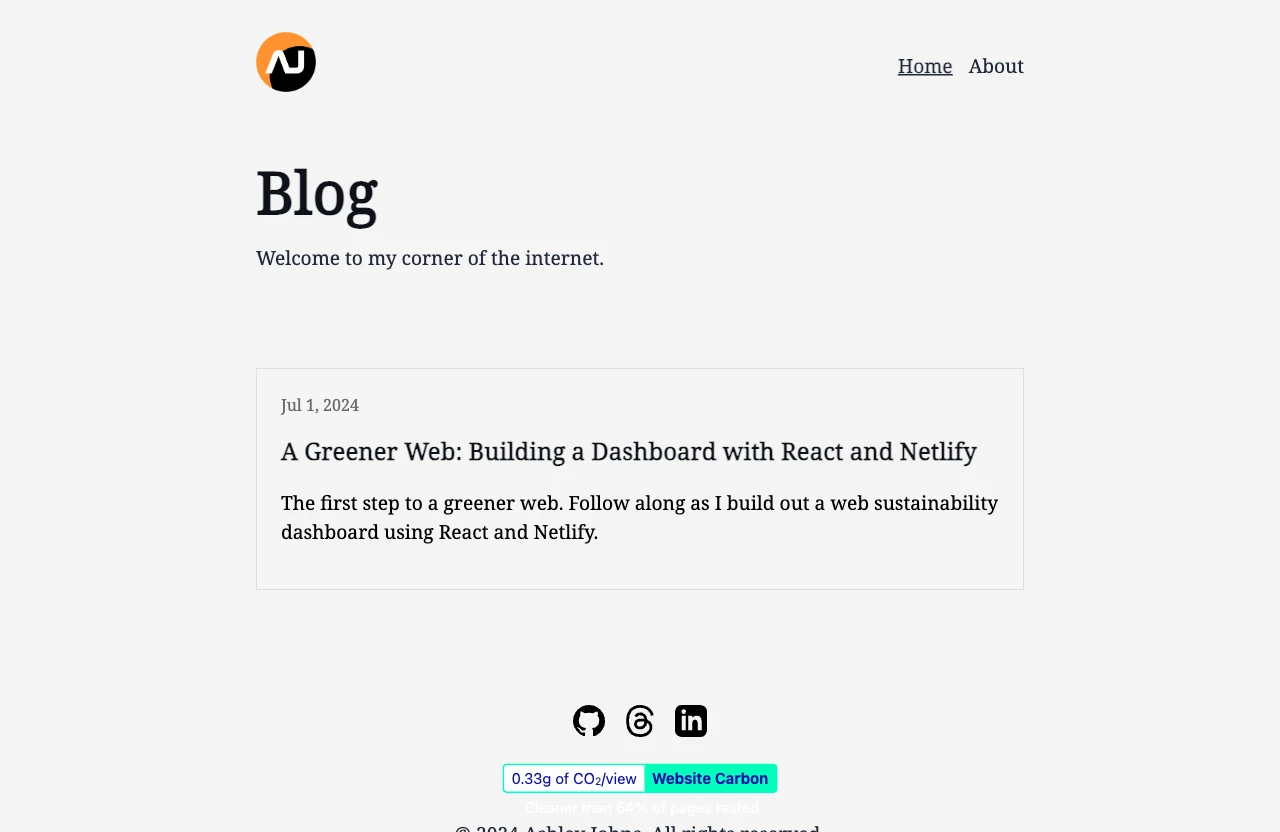 AJ
Home About
Blog
Welcome to my corner of the internet.
Jul 1, 2024
A Greener Web: Building a Dashboard with React and Netlify
The first step to a greener web. Follow along as I build out a web sustainability
dashboard using React and Netlify.
in
0.33g of CO₂/view Website Carbon
Cleaner than 64% of pages tested
© 2024 Ashley Johns. All rights reserved.